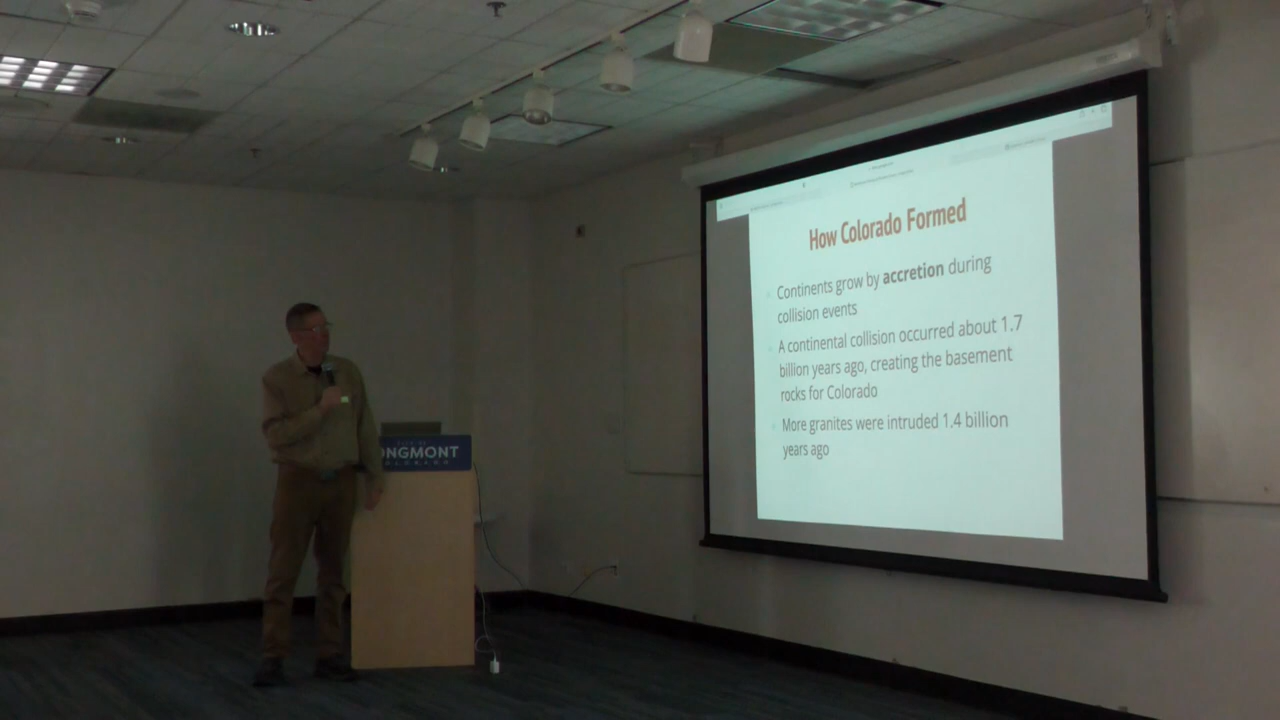 How Colorado Formed
Continents grow by accretion during
collision events
A continental collision occurred about 1.7
billion years ago, creating the basement
rocks for Colorado
More granites were intruded 1.4 billion
years ago
ONGMONT